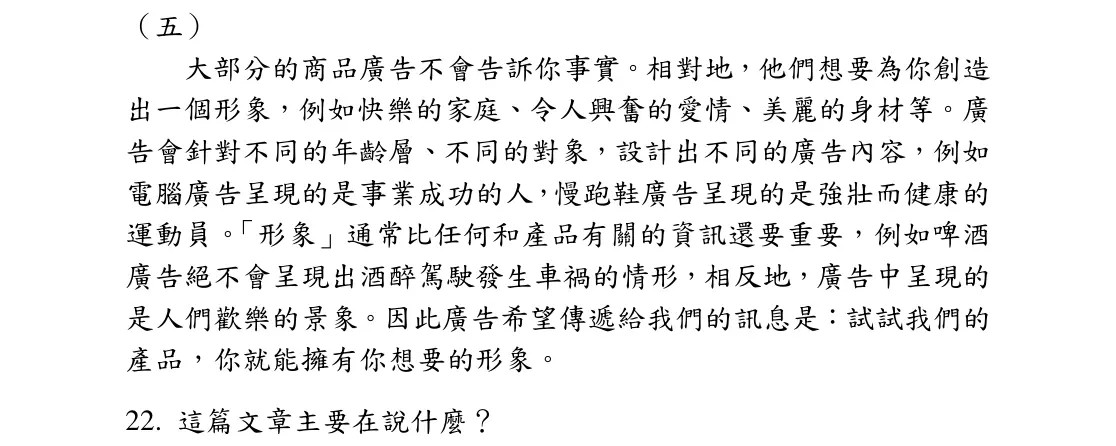 （五）
大部分的商品廣告不會告訴你事實。相對地，他們想要為你創造
出一個形象，例如快樂的家庭、令人興奮的愛情、美麗的身材等。廣
告會針對不同的年齡層、不同的對象，設計出不同的廣告內容，例如
電腦廣告呈現的是事業成功的人，慢跑鞋廣告呈現的是強壯而健康的
運動員。「形象」通常比任何和產品有關的資訊還要重要，例如啤酒
廣告絕不會呈現出酒醉駕駛發生車禍的情形，相反地，廣告中呈現的
是人們歡樂的景象。因此廣告希望傳遞給我們的訊息是：試試我們的
產品，你就能擁有你想要的形象。
22. 這篇文章主要在說什麼？